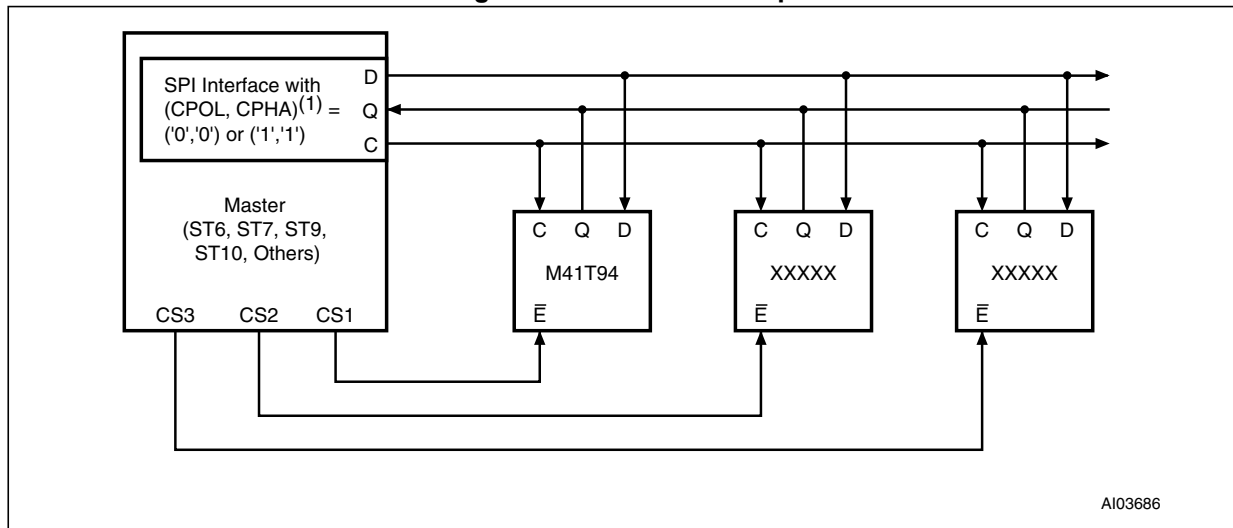 SPI Interface with
(CPOL, CPHA)(1) =
('0','0') or ('1','1')
D
Q
C
Master
(ST6, ST7, ST9,
ST10, Others)
CS3 CS2 CS1
C Q D
M41T94
E̅
C Q D
XXXXX
E̅
C Q D
XXXXX
E̅
AI03686